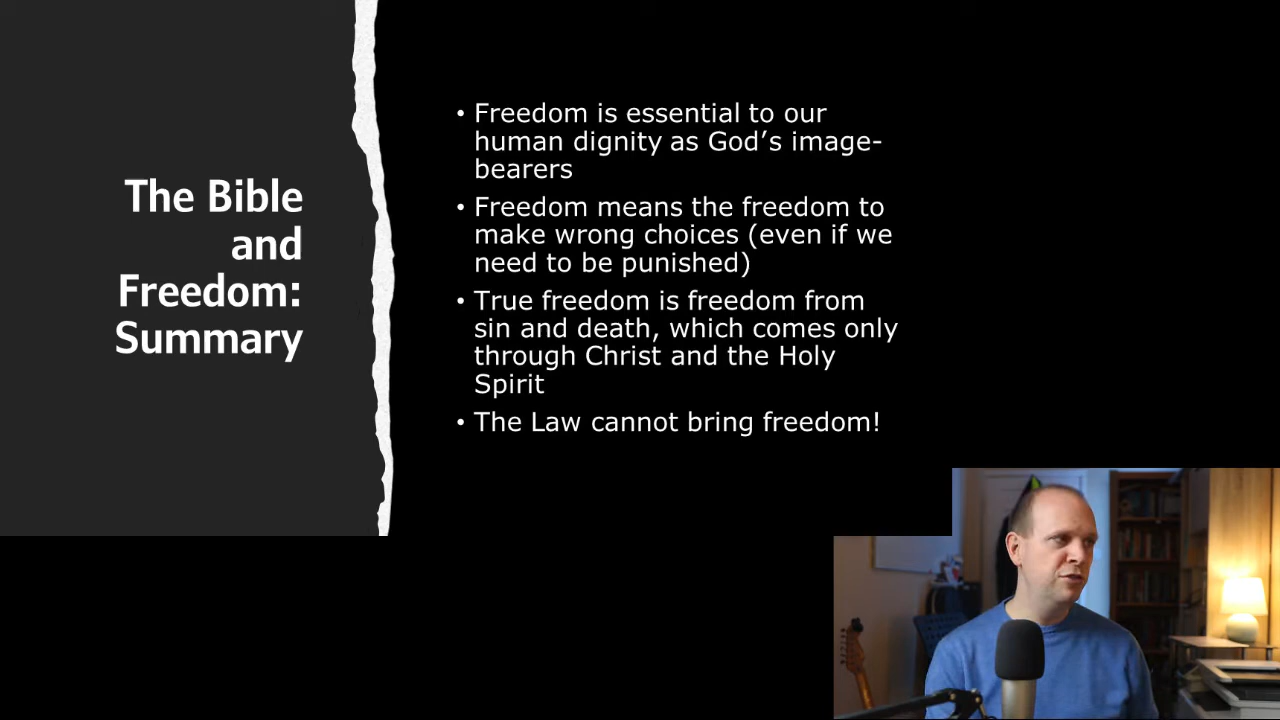 The Bible
and
Freedom:
Summary
• Freedom is essential to our
human dignity as God’s image-
bearers
• Freedom means the freedom to
make wrong choices (even if we
need to be punished)
• True freedom is freedom from
sin and death, which comes only
through Christ and the Holy
Spirit
• The Law cannot bring freedom!